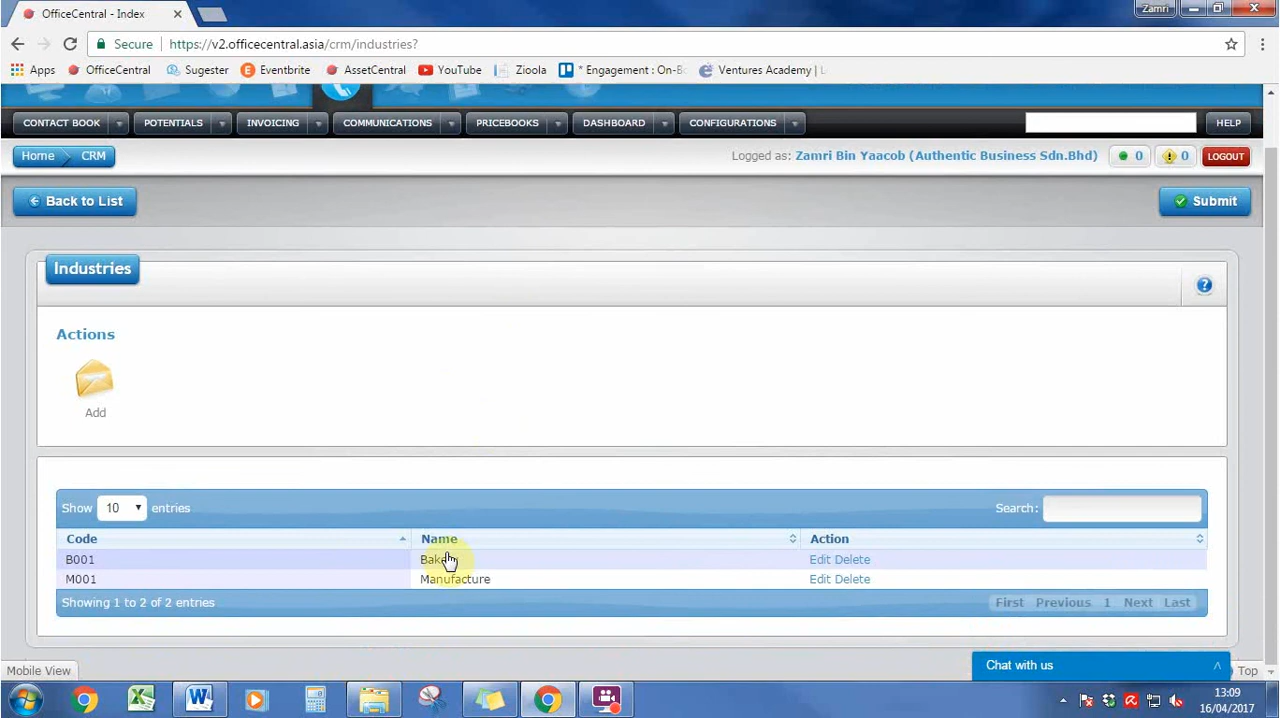 OfficeCentral - Index
Zamri
Secure https://v2.officecentral.asia/crm/industries?
Apps OfficeCentral Sugester Eventbrite AssetCentral YouTube Zioola * Engagement : On-B Ventures Academy | L
CONTACT BOOK POTENTIALS INVOICING COMMUNICATIONS PRICEBOOKS DASHBOARD CONFIGURATIONS HELP
Home CRM Logged as: Zamri Bin Yaacob (Authentic Business Sdn.Bhd) 0 0 LOGOUT
Back to List Submit
Industries
Actions
Add
Show 10 entries Search:
Code Name Action
B001 Edit Delete
M001 Manufacture Edit Delete
Showing 1 to 2 of 2 entries First Previous 1 Next Last
Mobile View Chat with us Top
13:09
16/04/2017